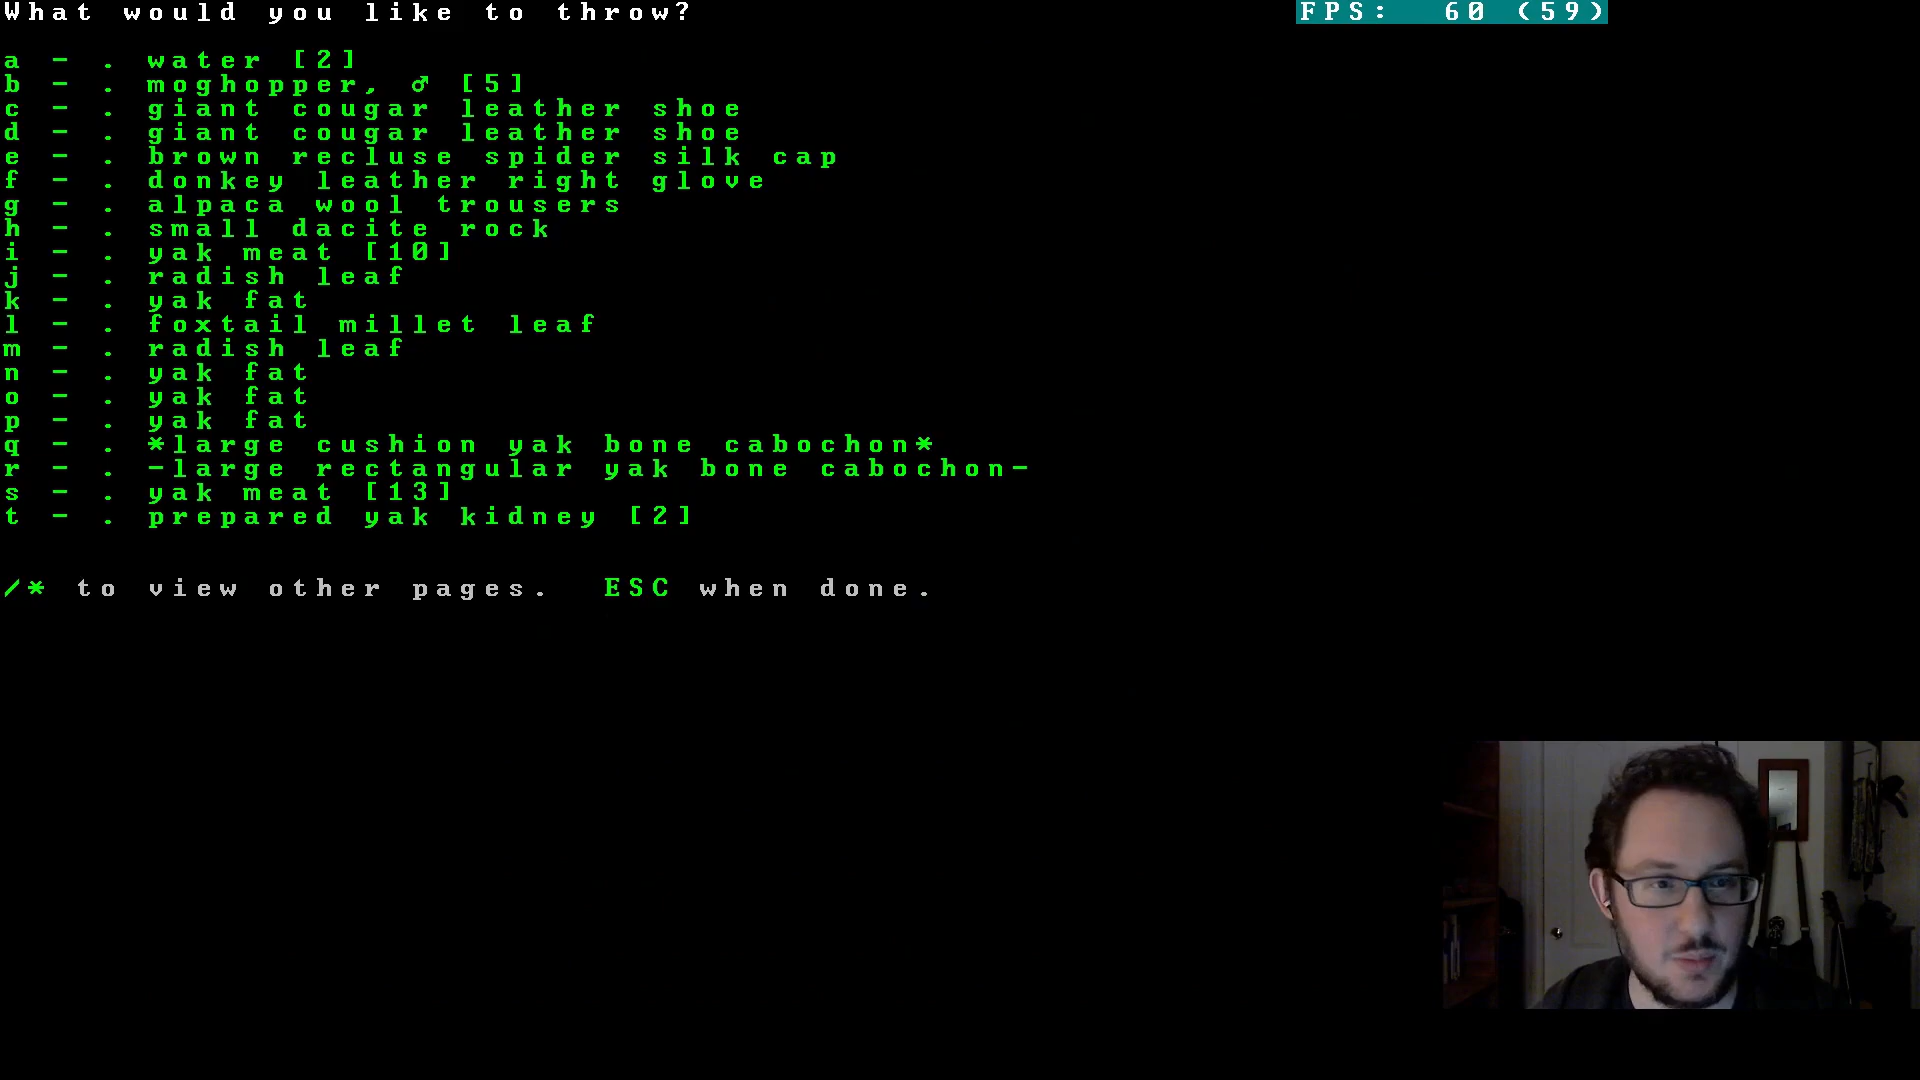 What would you like to throw?
FPS: 60 (59)
a - . water [2]
b - . moghopper, ♂ [5]
c - . giant cougar leather shoe
d - . giant cougar leather shoe
e - . brown recluse spider silk cap
f - . donkey leather right glove
g - . alpaca wool trousers
h - . small dacite rock
i - . yak meat [10]
j - . radish leaf
k - . yak fat
l - . foxtail millet leaf
m - . radish leaf
n - . yak fat
o - . yak fat
p - . yak fat
q - . *large cushion yak bone cabochon*
r - . -large rectangular yak bone cabochon-
s - . yak meat [13]
t - . prepared yak kidney [2]
/* to view other pages. ESC when done.